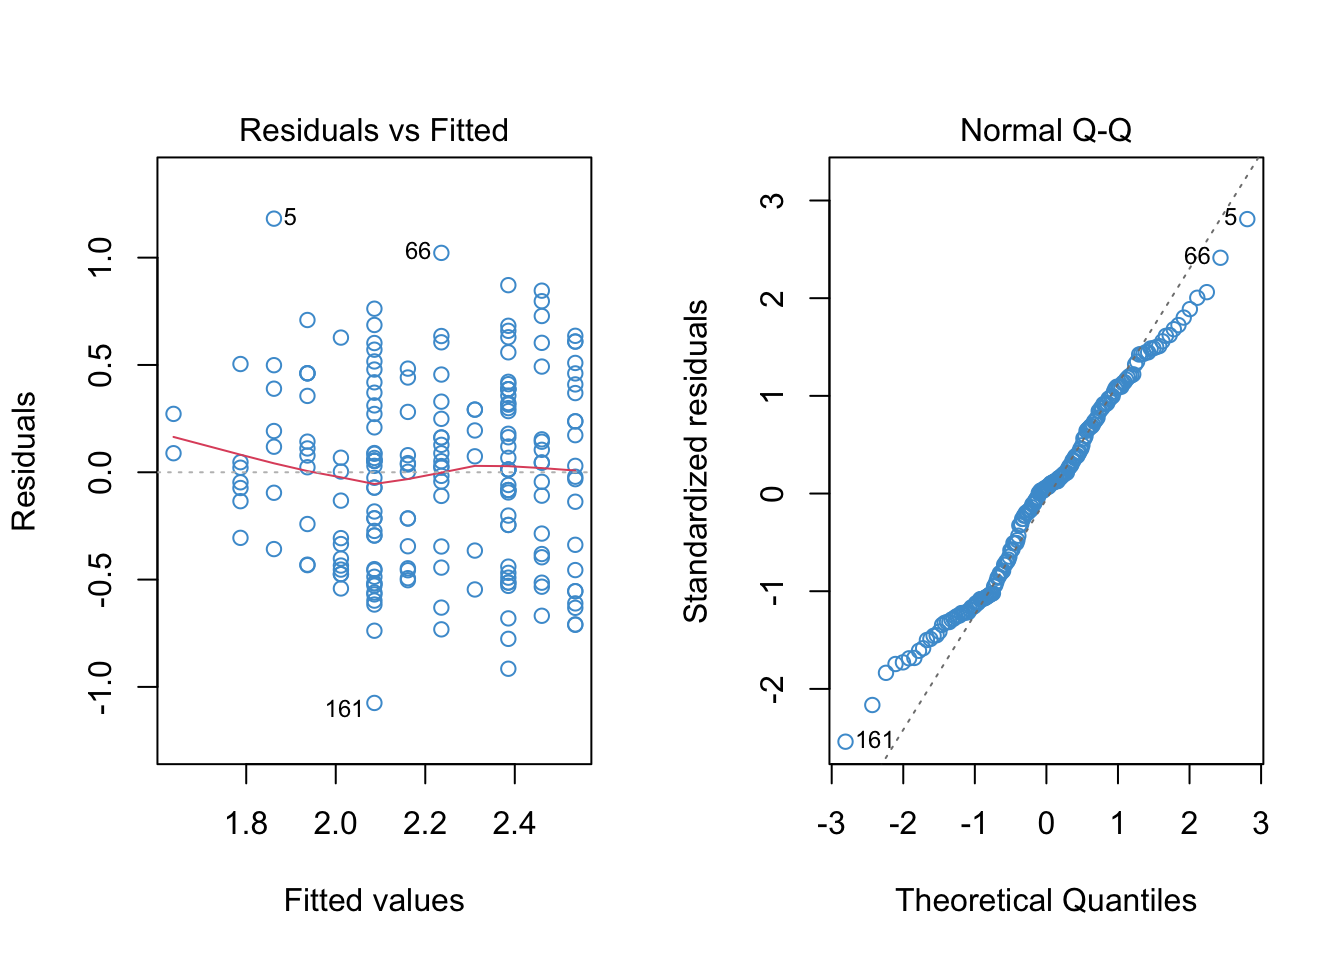 Residuals vs Fitted
Residuals
1.0
0.5
0.0
-0.5
-1.0
5
66
161
1.8 2.0 2.2 2.4
Fitted values
Normal Q-Q
Standardized residuals
3
2
1
0
-1
-2
5
66
161
-3 -2 -1 0 1 2 3
Theoretical Quantiles